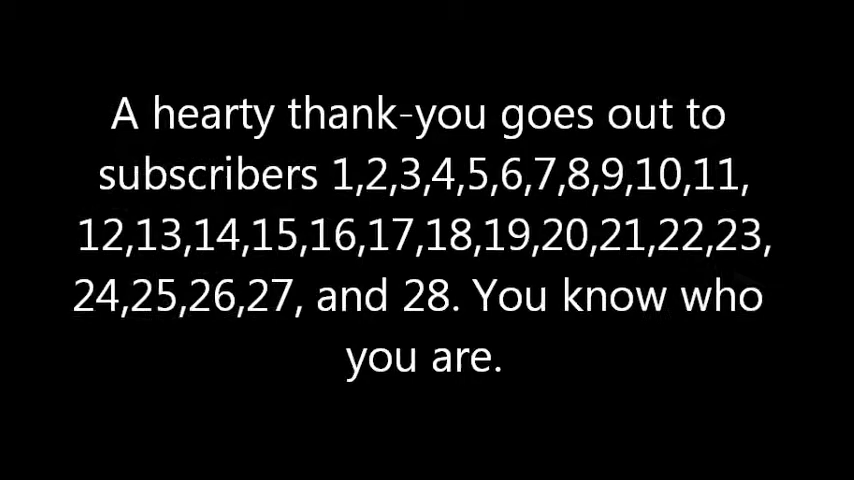 A hearty thank-you goes out to
subscribers 1,2,3,4,5,6,7,8,9,10,11,
12,13,14,15,16,17,18,19,20,21,22,23,
24,25,26,27, and 28. You know who
you are.